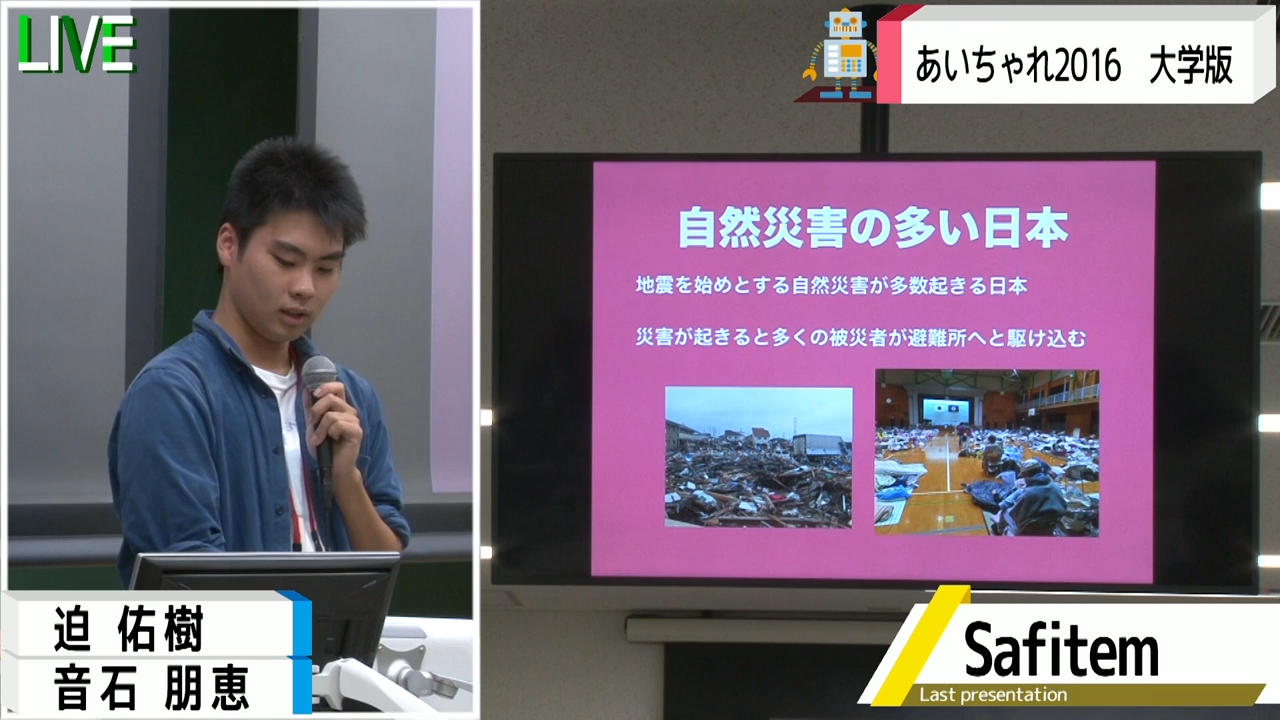 LIVE
あいちゃれ2016 大学版
自然災害の多い日本
地震を始めとする自然災害が多数起きる日本
災害が起きると多くの被災者が避難所へと駆け込む
迫 佑樹
音石 朋恵
Safitem
Last presentation